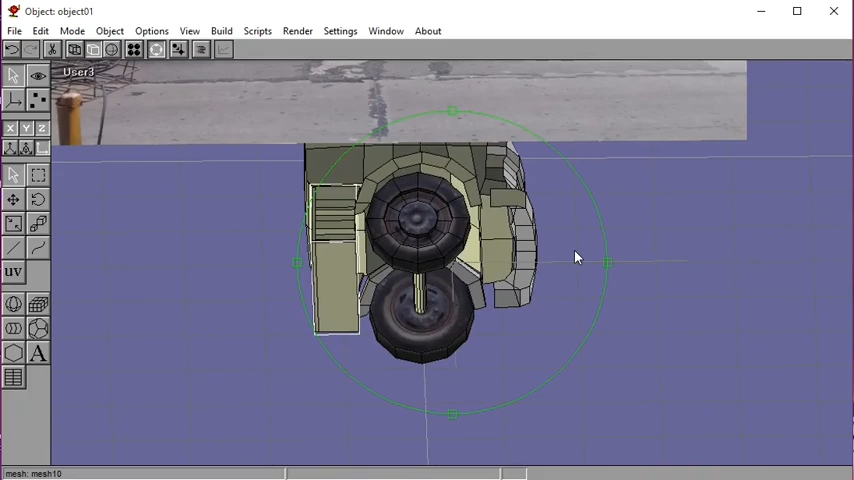 Object: object01
File Edit Mode Object Options View Build Scripts Render Settings Window About
User3
X Y Z
uv
A
mesh: mesh10